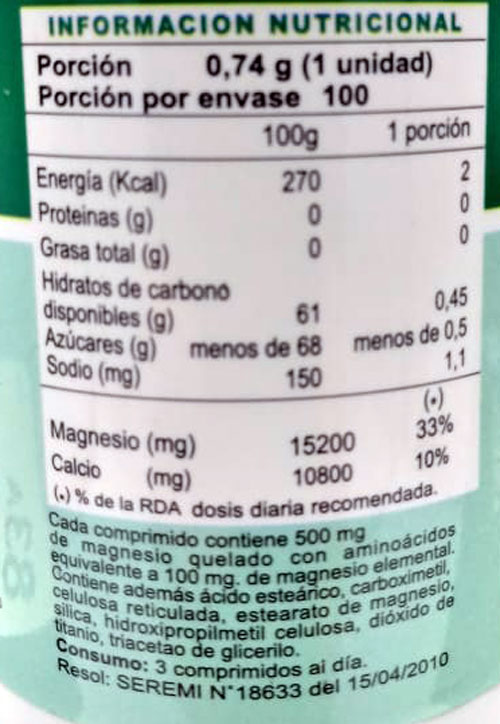 INFORMACION NUTRICIONAL
Porción 0,74 g (1 unidad)
Porción por envase 100
100g 1 porción
Energía (Kcal) 270 2
Proteinas (g) 0 0
Grasa total (g) 0 0
Hidratos de carbono
disponibles (g) 61 0,45
Azúcares (g) menos de 68 menos de 0,5
Sodio (mg) 150 1,1
(•)
Magnesio (mg) 15200 33%
Calcio (mg) 10800 10%
(•) % de la RDA dosis diaria recomendada.
Cada comprimido contiene 500 mg
de magnesio quelado con aminoácidos
equivalente a 100 mg. de magnesio elemental.
Contiene además ácido esteárico, carboximetil,
celulosa reticulada, estearato de magnesio,
silica, hidroxipropilmetil celulosa, dióxido de
titanio, triacetao de glicerilo.
Consumo: 3 comprimidos al día.
Resol: SEREMI N°18633 del 15/04/2010